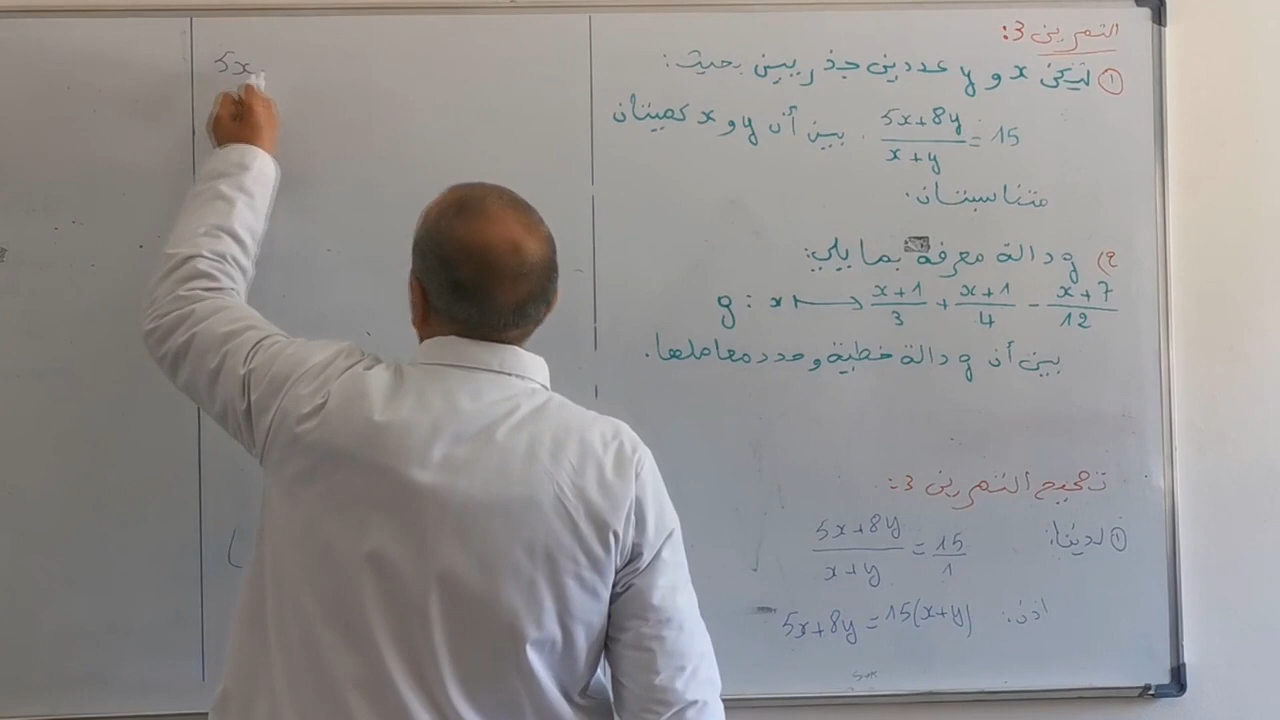 التمرين 3:
① ليكن x و y عددين جذريين بحيث:
5x+8y / x+y = 15 . بين أن x و y كميتان
متناسبتان.
2) g دالة معرفة بما يلي:
g : x ⟼ x+1 / 3 + x+1 / 4 - x+7 / 12
بين أن g دالة خطية وحدد معاملها.
تصحيح التمرين 3:
① لدينا: 5x+8y / x+y = 15 / 1
اذن: 5x+8y = 15(x+y)
5x